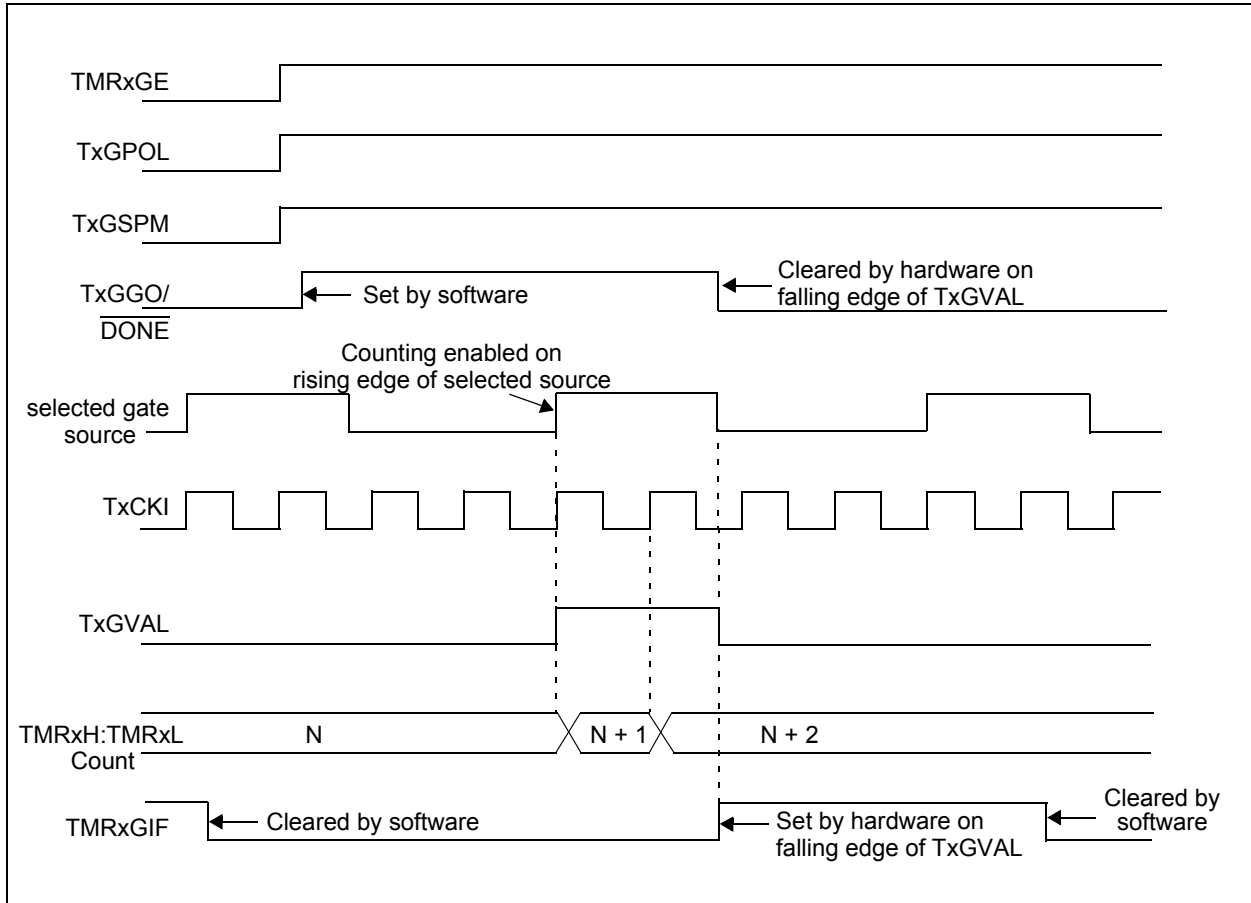 TMRxGE
TxGPOL
TxGSPM
TxGGO/
DONE
Set by software
Cleared by hardware on
falling edge of TxGVAL
Counting enabled on
rising edge of selected source
selected gate
source
TxCKI
TxGVAL
TMRxH:TMRxL
Count
N
N + 1
N + 2
TMRxGIF
Cleared by software
Set by hardware on
falling edge of TxGVAL
Cleared by
software